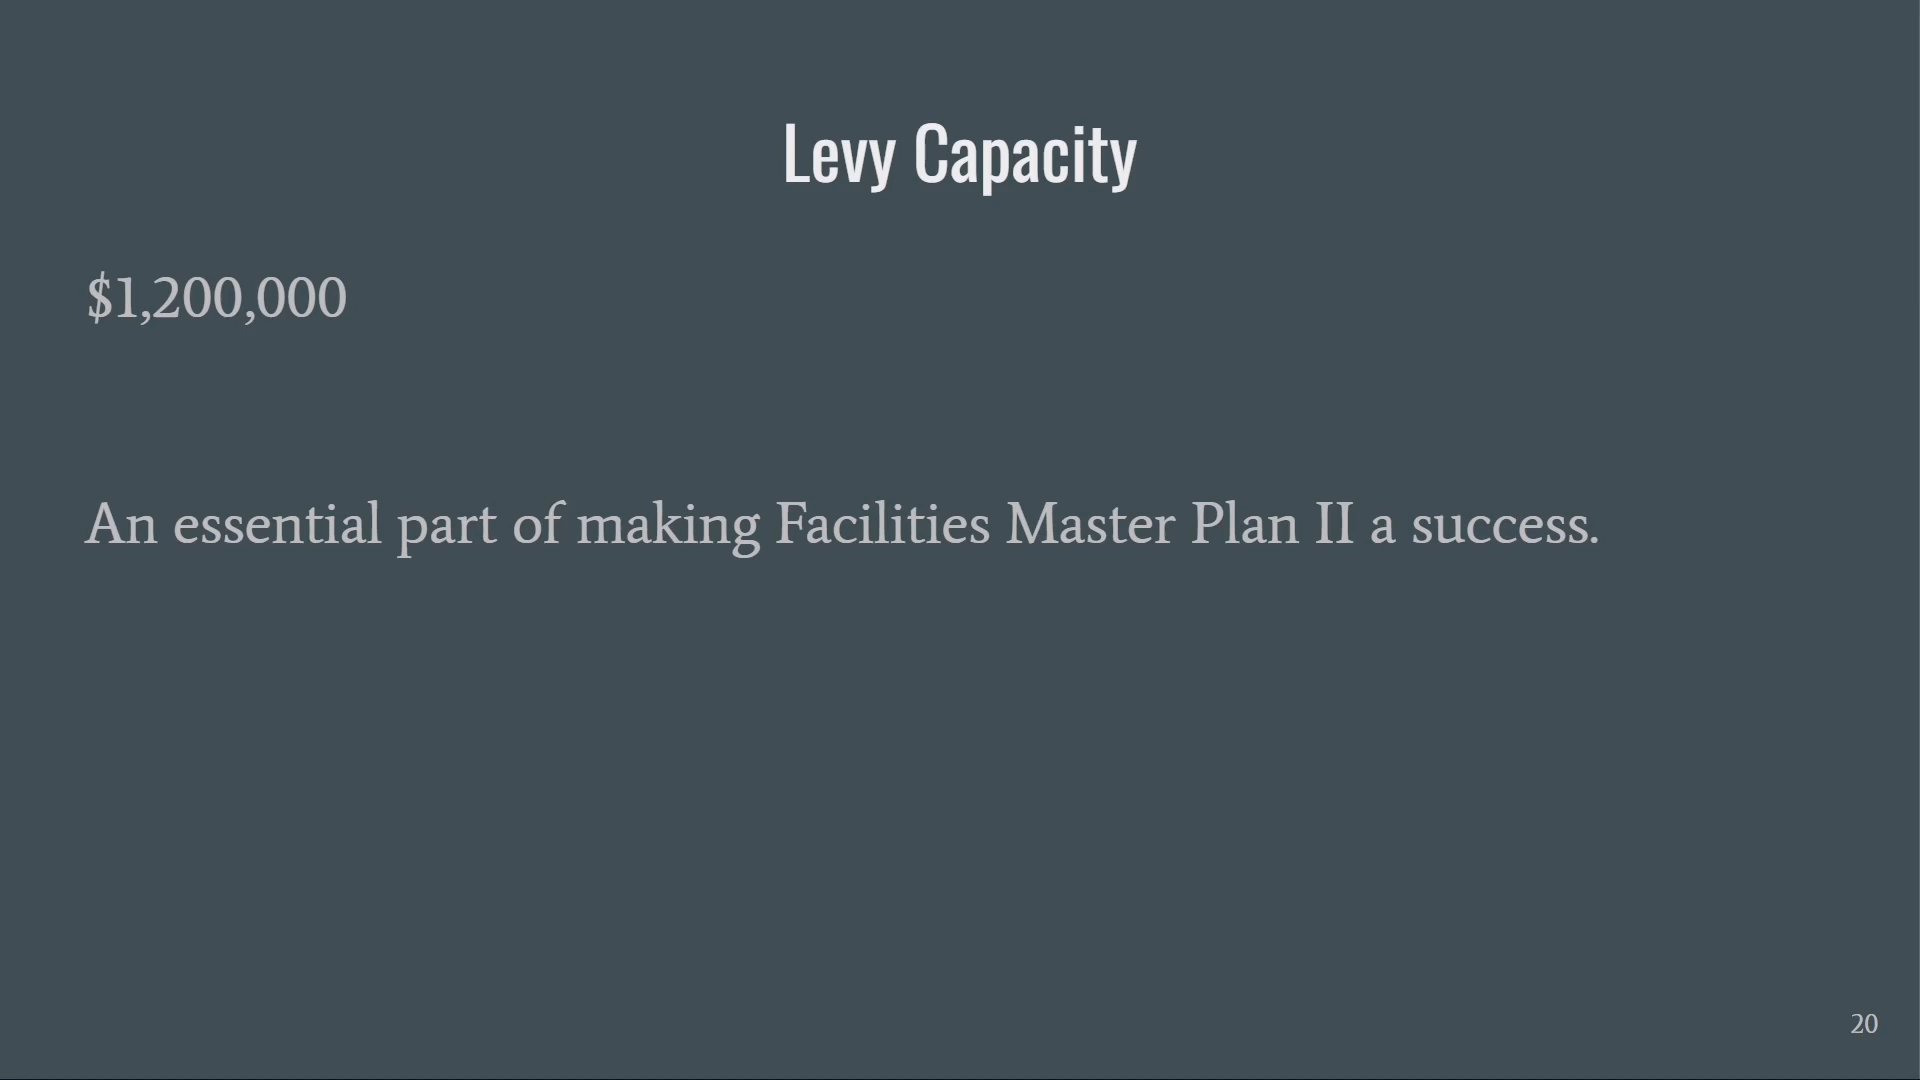 Levy Capacity
$1,200,000
An essential part of making Facilities Master Plan II a success.
20